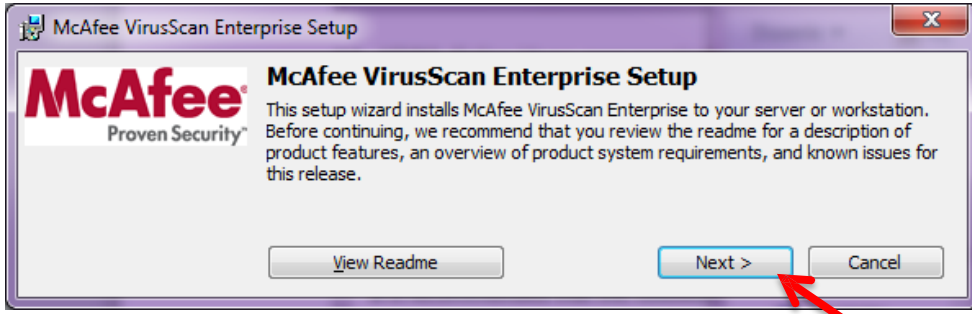 McAfee VirusScan Enterprise Setup
McAfee®
Proven Security™
McAfee VirusScan Enterprise Setup
This setup wizard installs McAfee VirusScan Enterprise to your server or workstation.
Before continuing, we recommend that you review the readme for a description of
product features, an overview of product system requirements, and known issues for
this release.
View Readme
Next >
Cancel